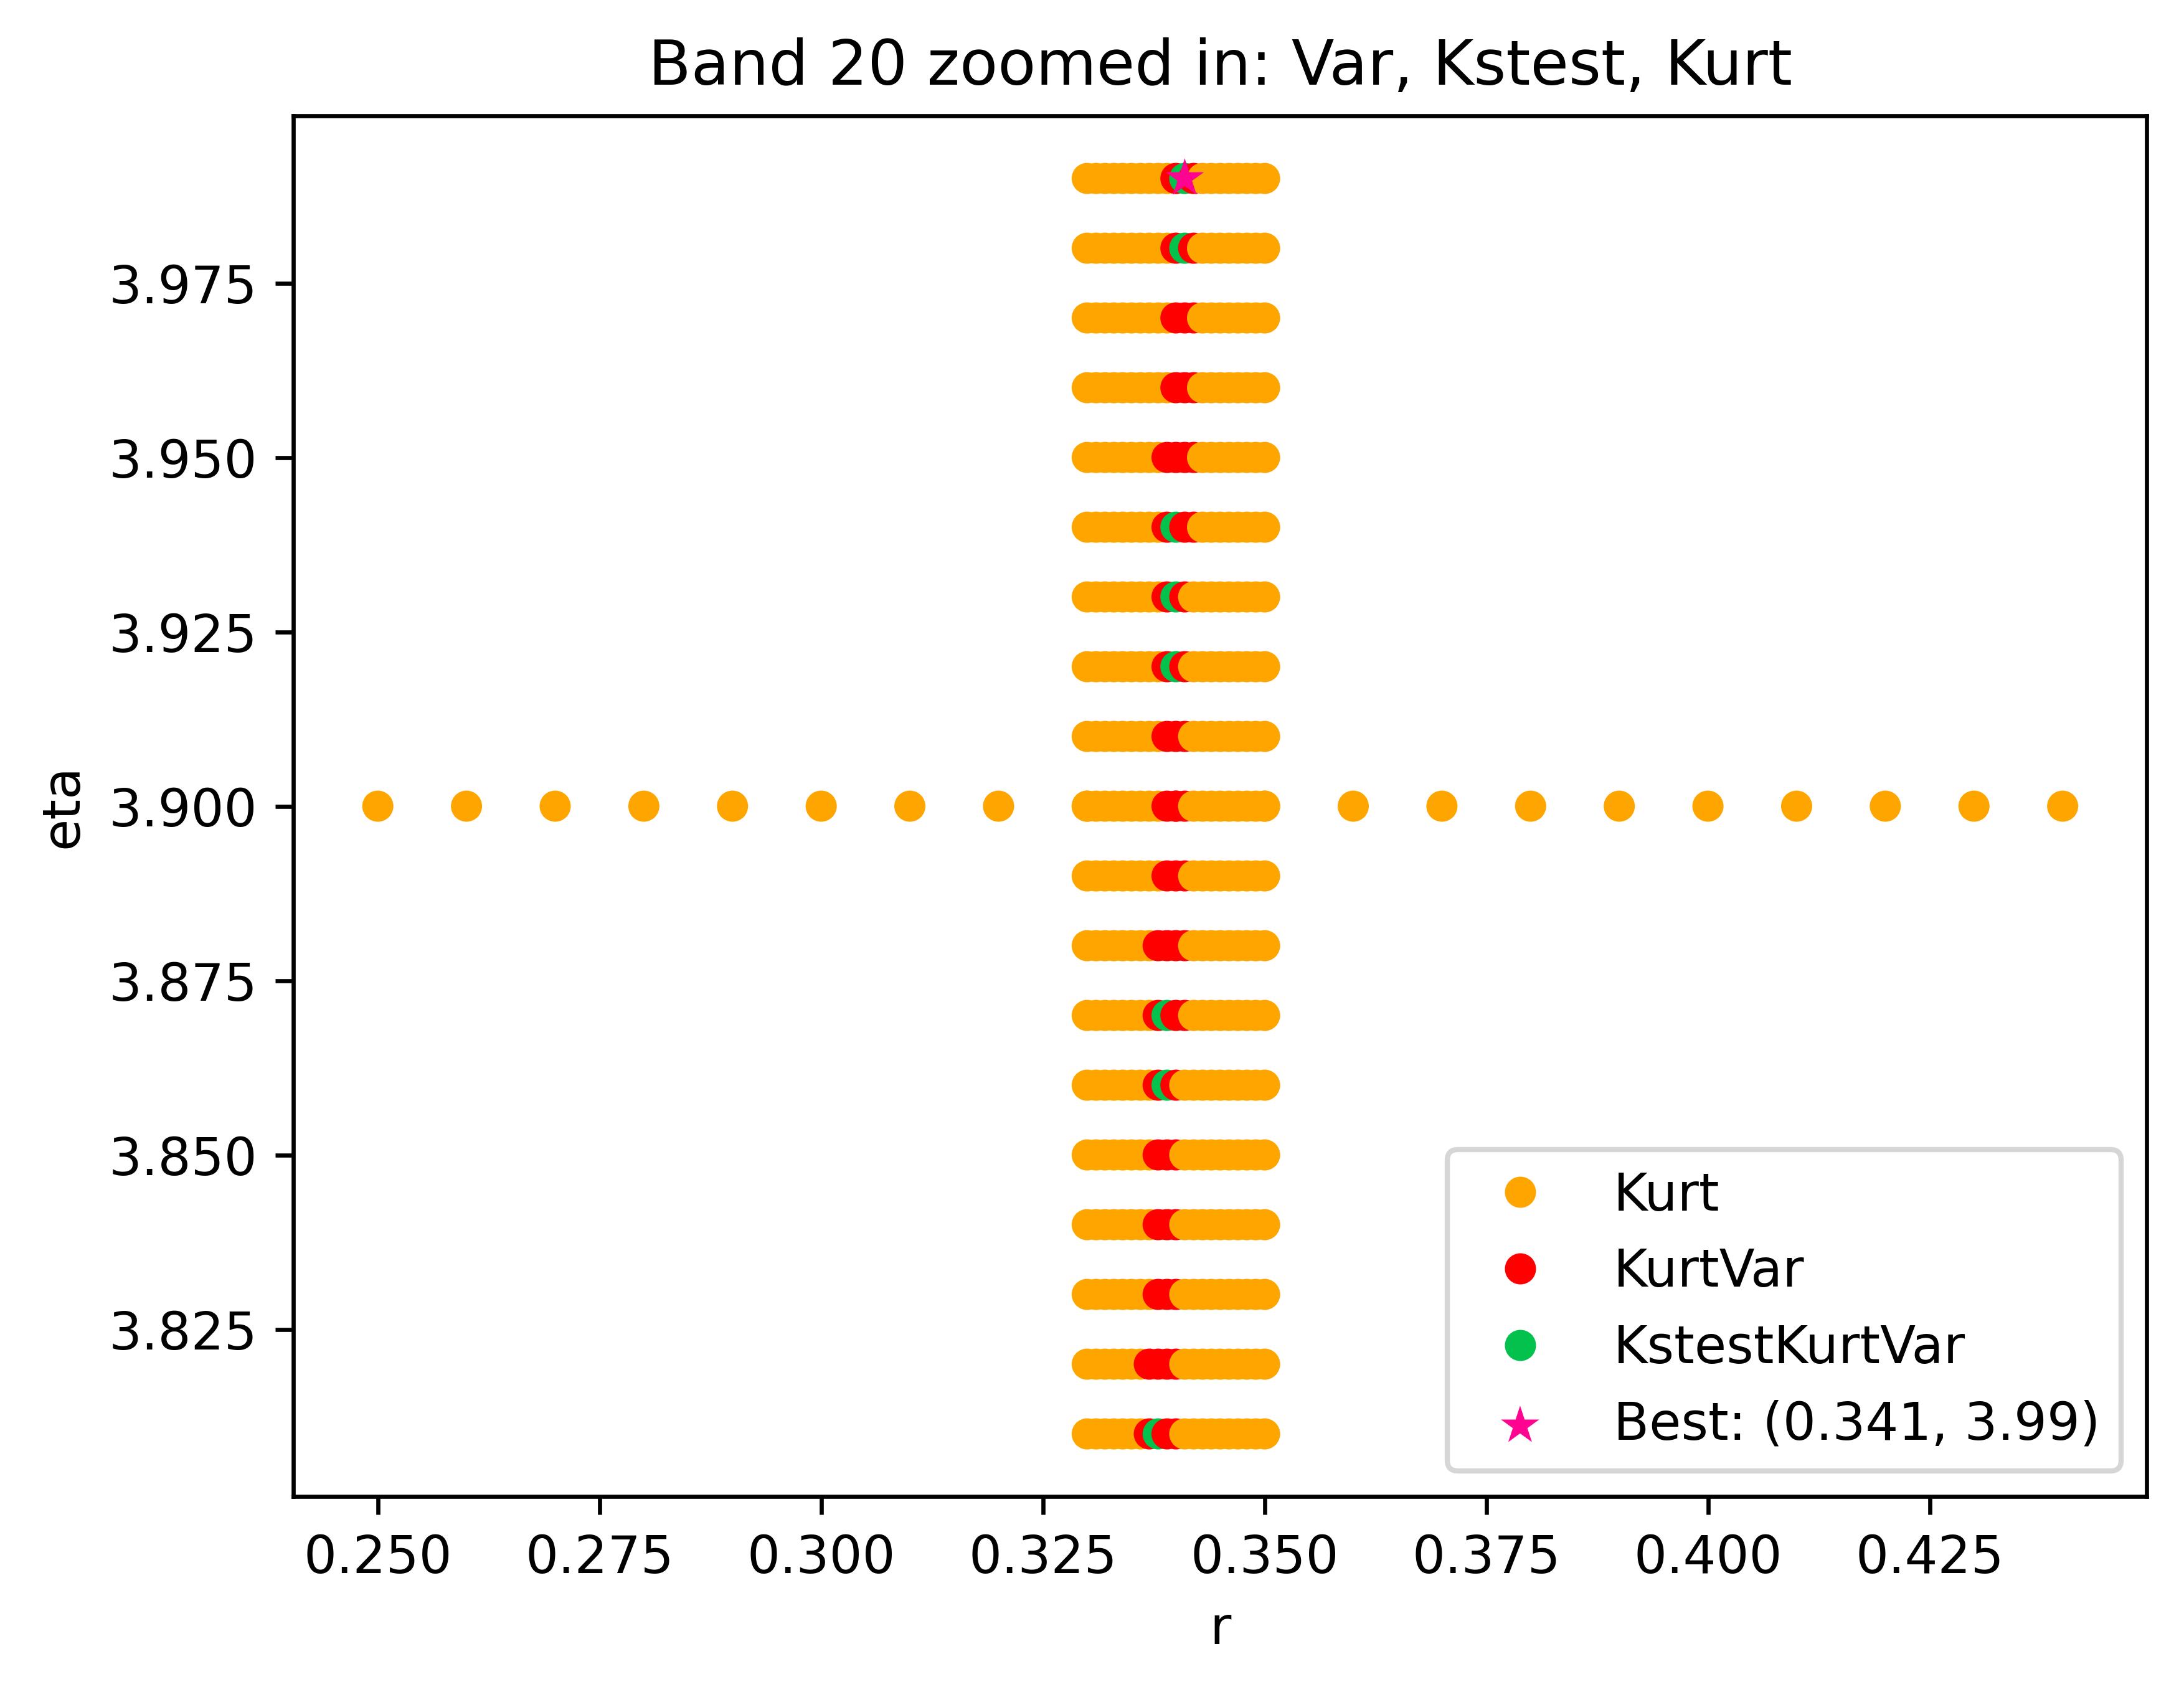 Band 20 zoomed in: Var, Kstest, Kurt
3.975
3.950
3.925
3.900
3.875
3.850
3.825
eta
Kurt
KurtVar
KstestKurtVar
Best: (0.341, 3.99)
0.250 0.275 0.300 0.325 0.350 0.375 0.400 0.425
r